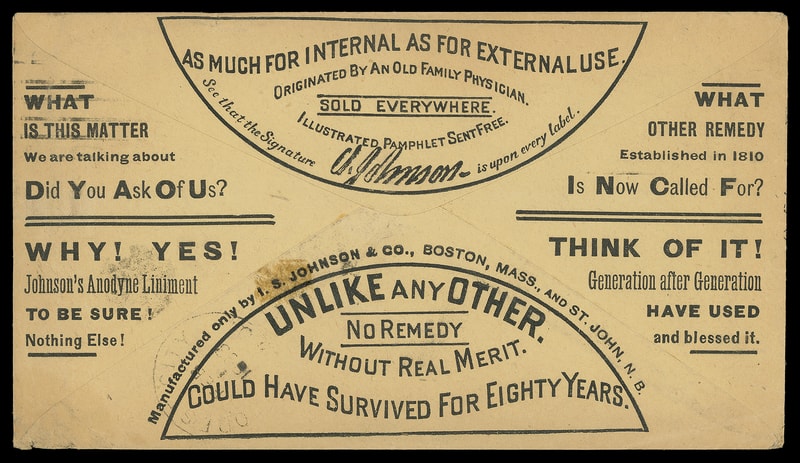 AS MUCH FOR INTERNAL AS FOR EXTERNAL USE.
ORIGINATED BY AN OLD FAMILY PHYSICIAN.
SOLD EVERYWHERE.
ILLUSTRATED PAMPHLET SENT FREE.
See that the Signature I. S. Johnson is upon every label.
WHAT
IS THIS MATTER
We are talking about
DID YOU ASK OF US?
WHY! YES!
Johnson's Anodyne Liniment
TO BE SURE!
Nothing Else!
WHAT
OTHER REMEDY
Established in 1810
IS NOW CALLED FOR?
THINK OF IT!
Generation after Generation
HAVE USED
and blessed it.
Manufactured only by I. S. JOHNSON & CO., BOSTON, MASS., AND ST. JOHN, N. B.
UNLIKE ANY OTHER.
NO REMEDY
WITHOUT REAL MERIT.
COULD HAVE SURVIVED FOR EIGHTY YEARS.